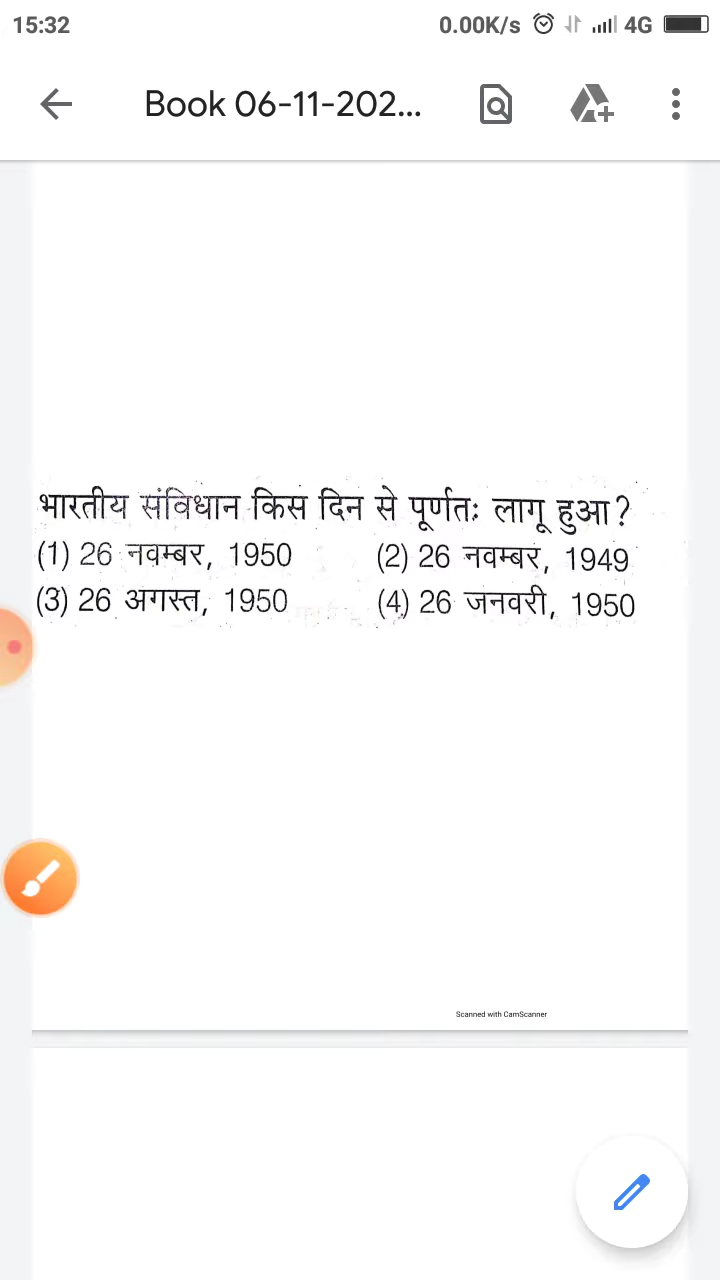 15:32 0.00K/s 4G
Book 06-11-202...
भारतीय संविधान किस दिन से पूर्णतः लागू हुआ?
(1) 26 नवम्बर, 1950 (2) 26 नवम्बर, 1949
(3) 26 अगस्त, 1950 (4) 26 जनवरी, 1950
Scanned with CamScanner